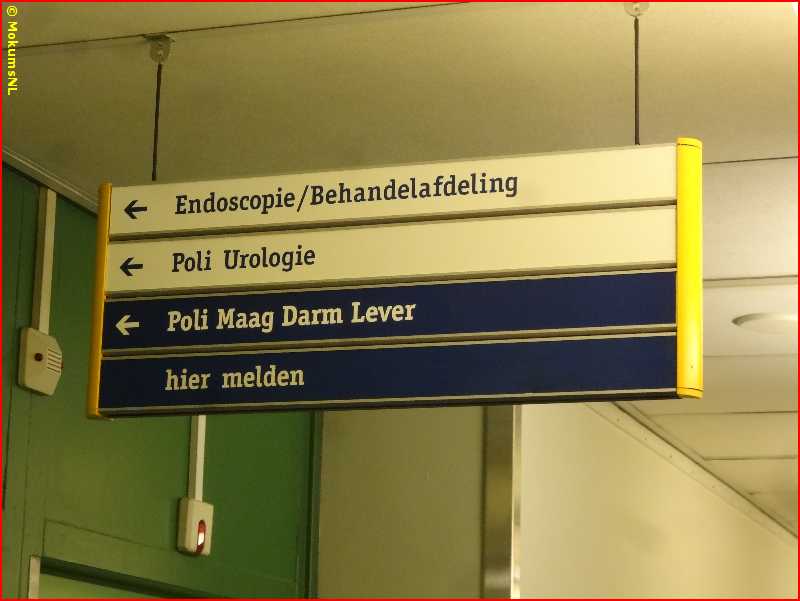 © MokumsNL
← Endoscopie/Behandelafdeling
← Poli Urologie
← Poli Maag Darm Lever
hier melden